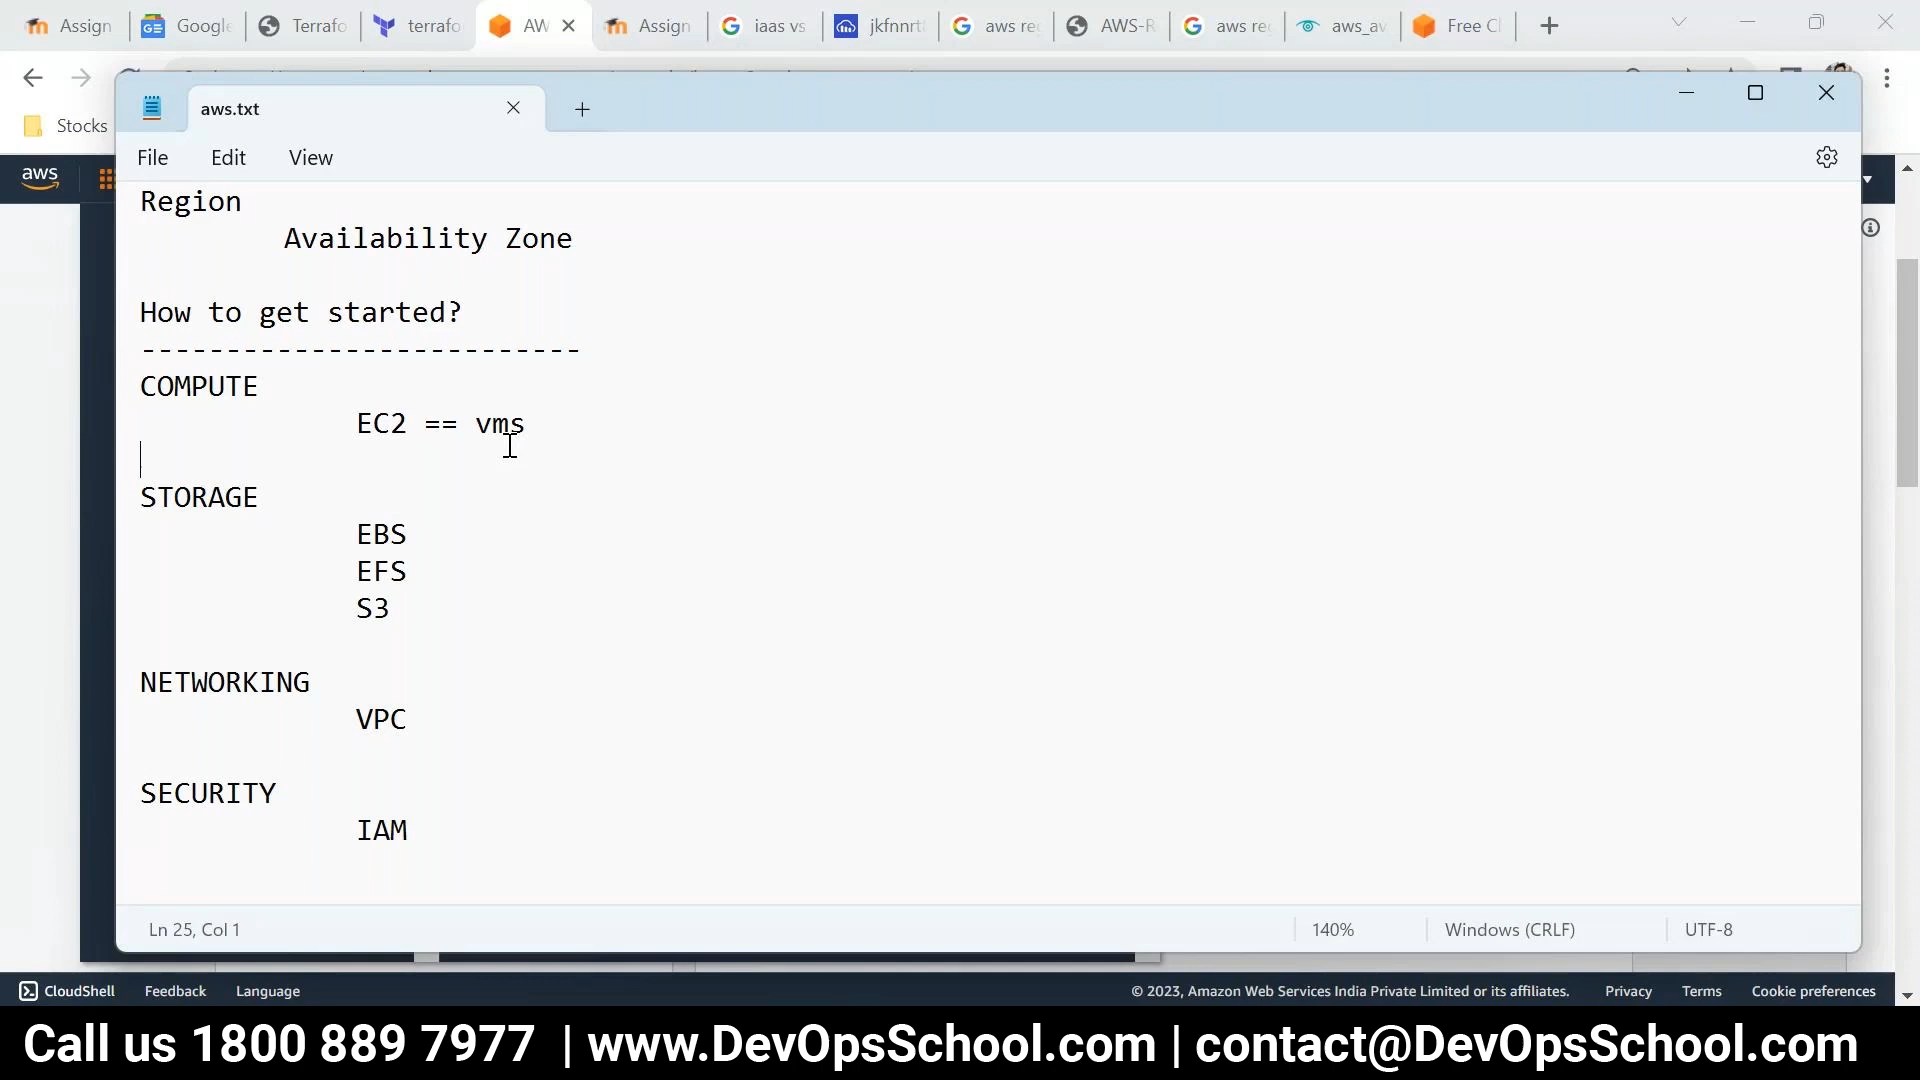 Assign
Google
Terrafo
terrafo
AW
Assign
iaas vs
jkfnnrt
aws re
AWS-R
aws re
aws_av
Free Cl
Stocks
aws
aws.txt
File Edit View
Region
Availability Zone
How to get started?
--------------------------
COMPUTE
EC2 == vms
STORAGE
EBS
EFS
S3
NETWORKING
VPC
SECURITY
IAM
Ln 25, Col 1 140% Windows (CRLF) UTF-8
CloudShell Feedback Language © 2023, Amazon Web Services India Private Limited or its affiliates. Privacy Terms Cookie preferences
Call us 1800 889 7977 | www.DevOpsSchool.com | contact@DevOpsSchool.com